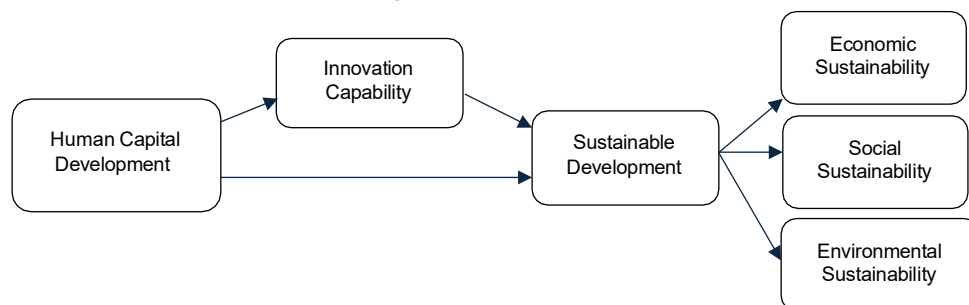 Human Capital
Development
Innovation
Capability
Sustainable
Development
Economic
Sustainability
Social
Sustainability
Environmental
Sustainability